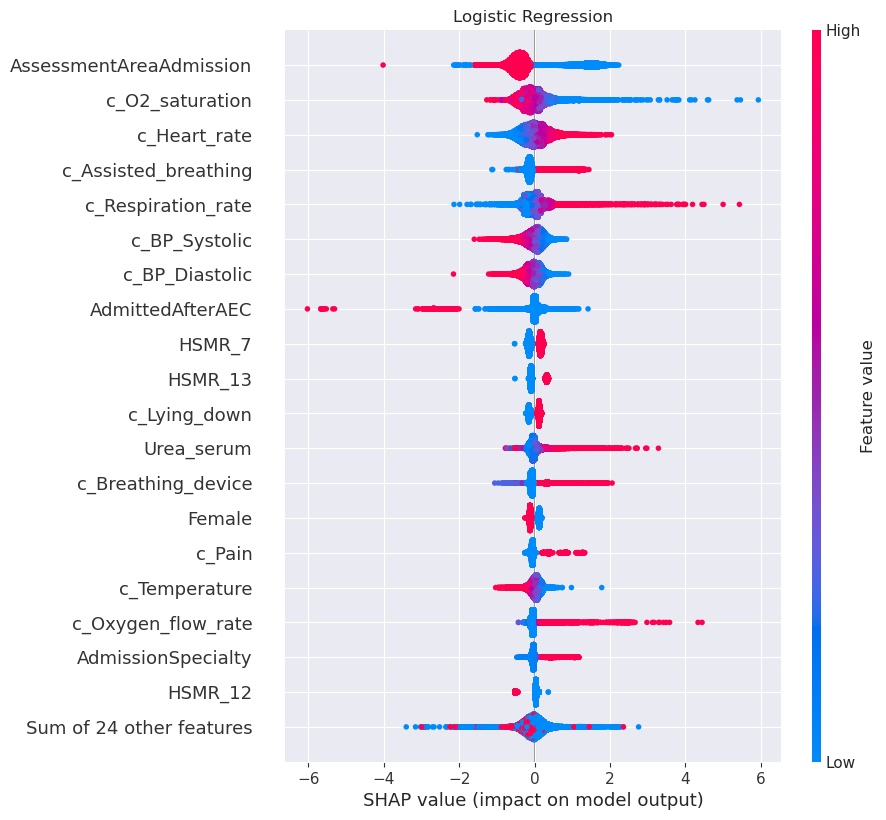 Logistic Regression
High
AssessmentAreaAdmission
c_O2_saturation
c_Heart_rate
c_Assisted_breathing
c_Respiration_rate
c_BP_Systolic
c_BP_Diastolic
AdmittedAfterAEC
HSMR_7
HSMR_13
c_Lying_down
Urea_serum
c_Breathing_device
Female
c_Pain
c_Temperature
c_Oxygen_flow_rate
AdmissionSpecialty
HSMR_12
Sum of 24 other features
Feature value
Low
−6 −4 −2 0 2 4 6
SHAP value (impact on model output)